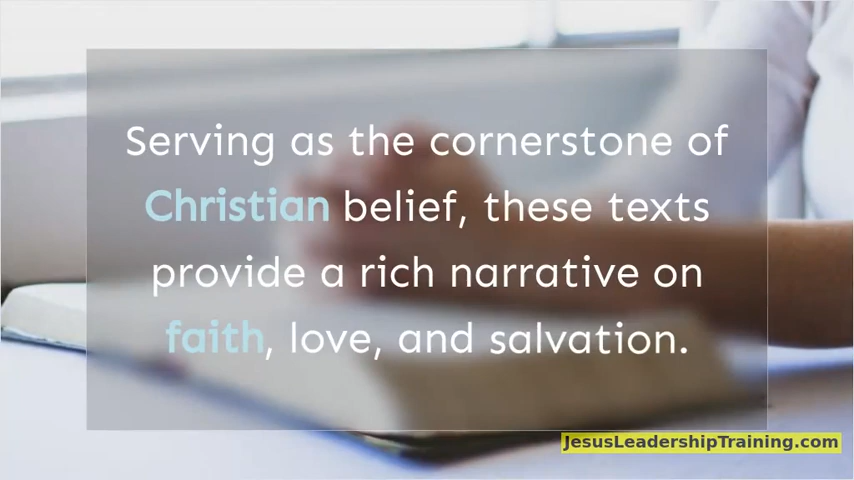 Serving as the cornerstone of
Christian belief, these texts
provide a rich narrative on
faith, love, and salvation.
JesusLeadershipTraining.com